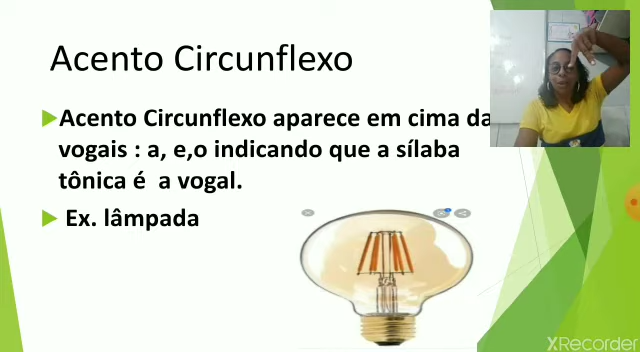 Acento Circunflexo
Acento Circunflexo aparece em cima da
vogais : a, e,o indicando que a sílaba
tônica é a vogal.
Ex. lâmpada
XRecorder